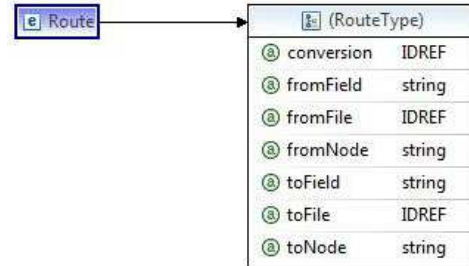 e Route
(RouteType)
a conversion IDREF
a fromField string
a fromFile IDREF
a fromNode string
a toField string
a toFile IDREF
a toNode string